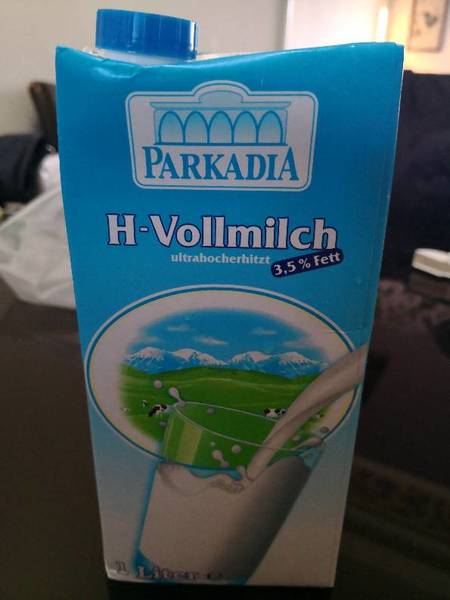 PARKADIA
H-Vollmilch
ultrahocherhitzt
3,5% Fett
1 Liter e